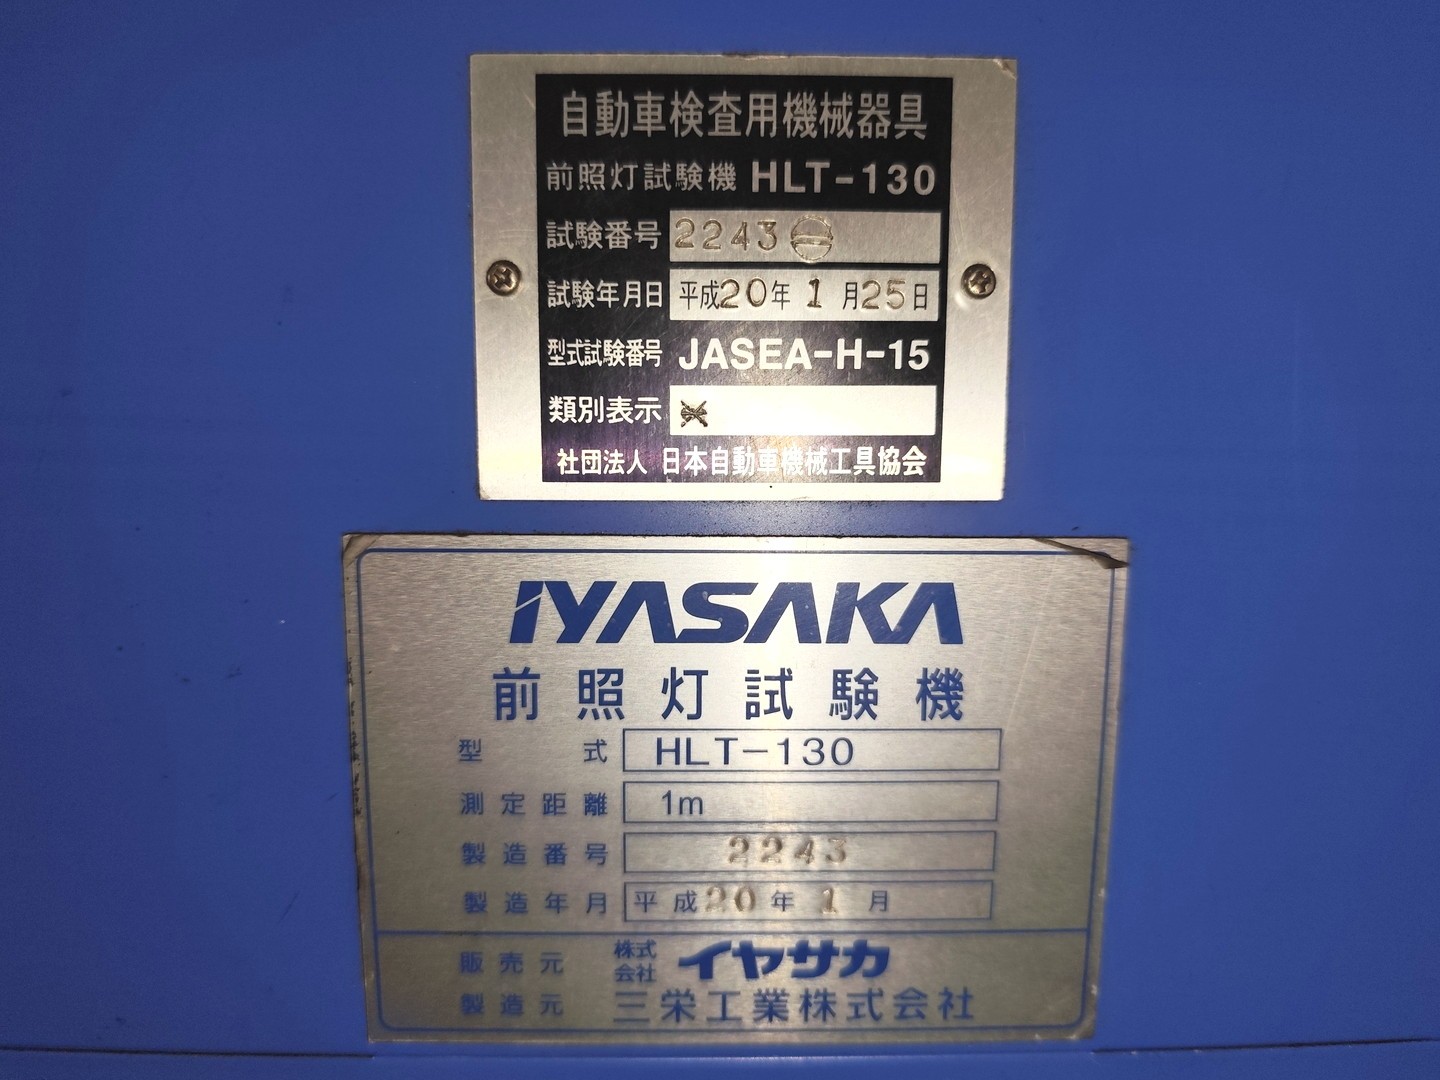 自動車検査用機械器具
前照灯試験機 HLT-130
試験番号 2243
試験年月日 平成20年 1 月25日
型式試験番号 JASEA-H-15
類別表示
社団法人 日本自動車機械工具協会
IYASAKA
前照灯試験機
型式 HLT-130
測定距離 1m
製造番号 2243
製造年月 平成20年 1 月
販売元 株式会社 イヤサカ
製造元 三栄工業株式会社